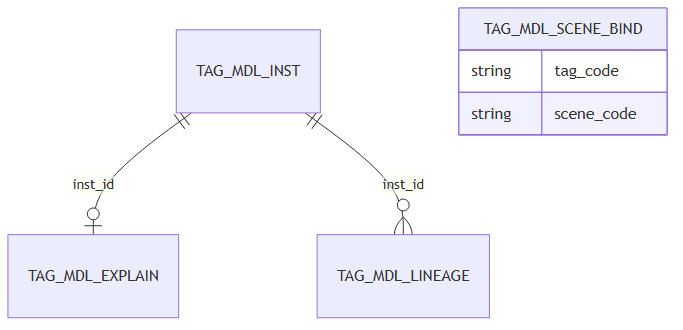 TAG_MDL_SCENE_BIND
TAG_MDL_INST
string tag_code
string scene_code
inst_id inst_id
TAG_MDL_EXPLAIN TAG_MDL_LINEAGE